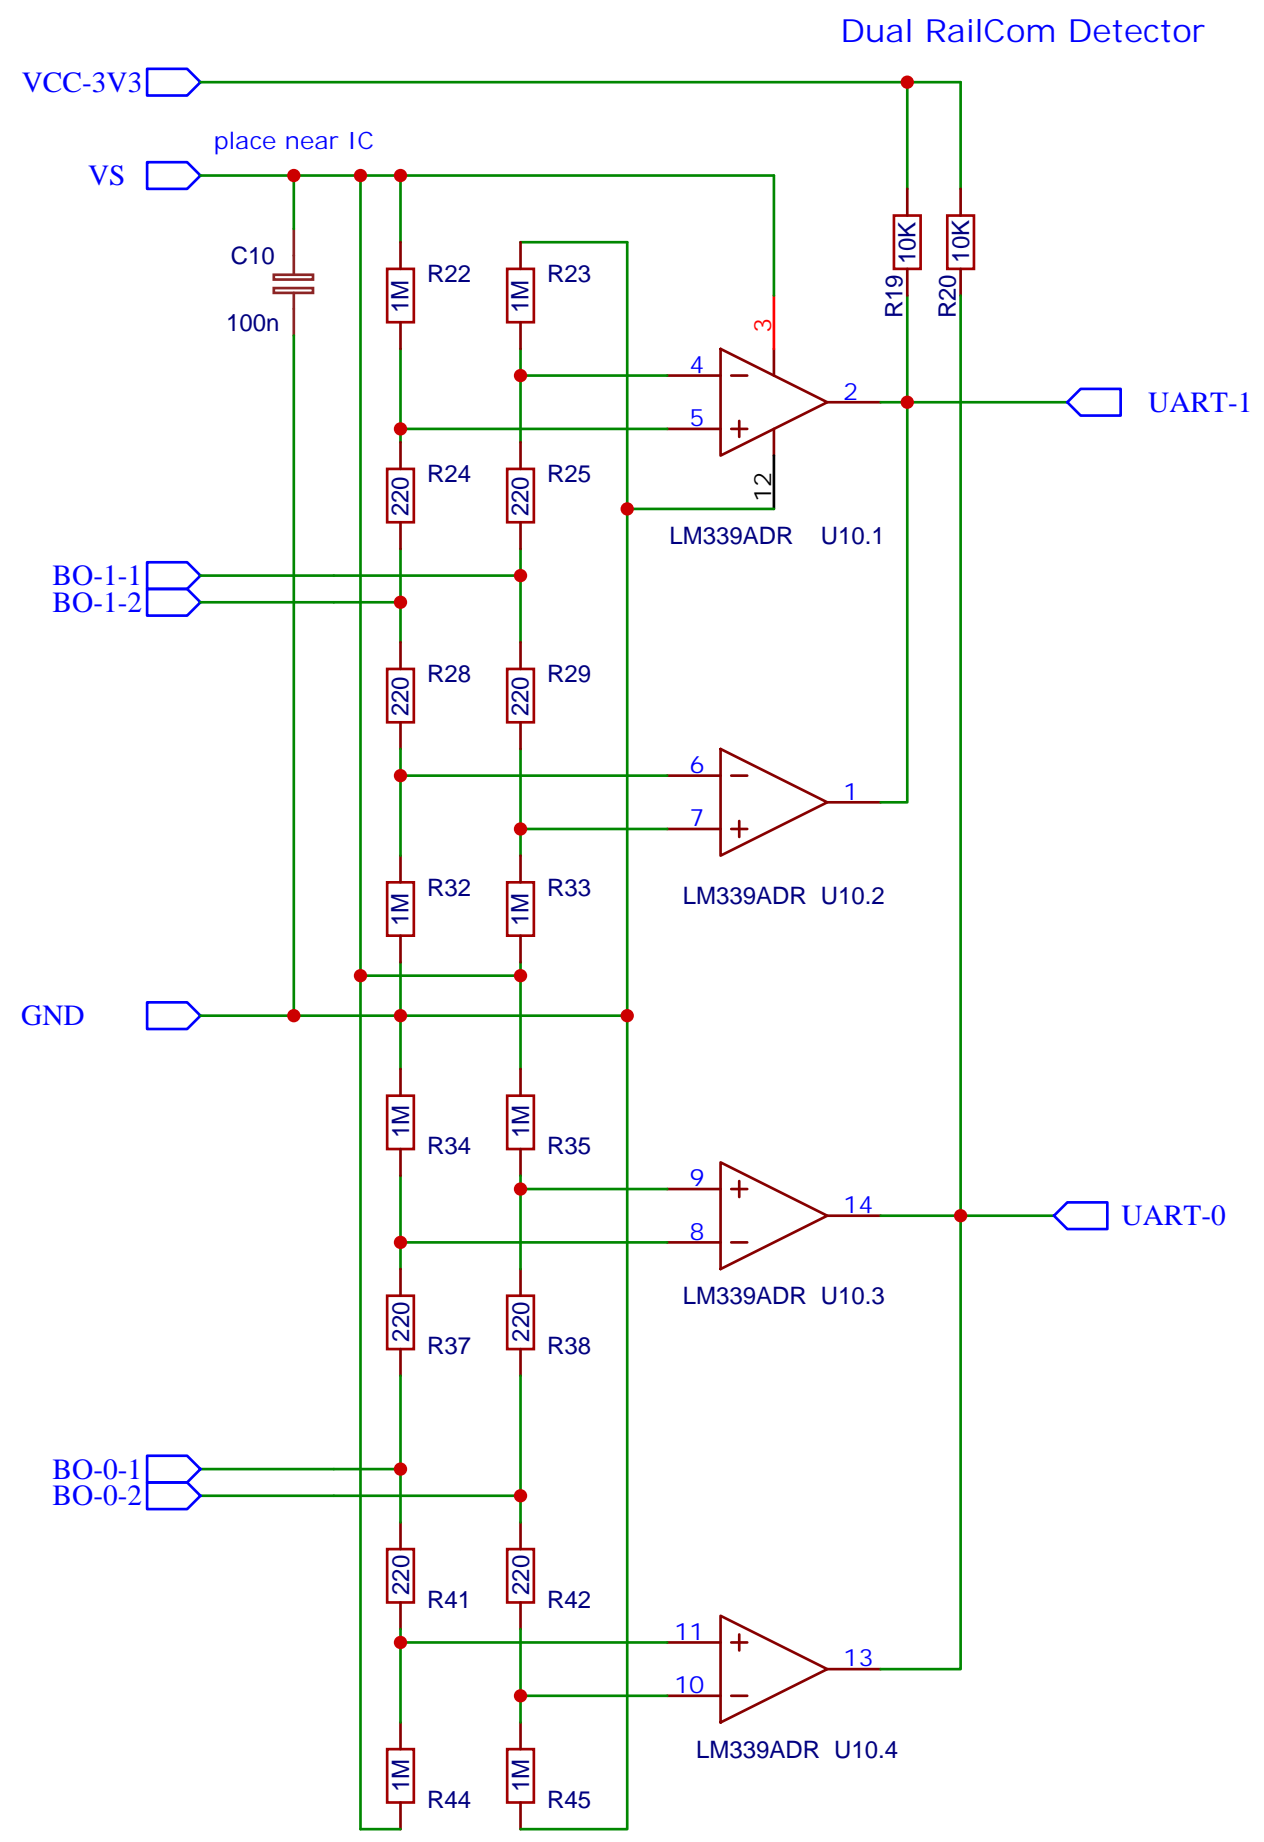 Dual RailCom Detector
VCC-3V3
place near IC
VS
C10
100n
R22
1M
R23
1M
10K
R19
10K
R20
3
4
5
2
12
UART-1
R24
220
R25
220
LM339ADR U10.1
BO-1-1
BO-1-2
R28
220
R29
220
6
7
1
LM339ADR U10.2
R32
1M
R33
1M
GND
1M
R34
1M
R35
9
8
14
UART-0
LM339ADR U10.3
220
R37
220
R38
BO-0-1
BO-0-2
220
R41
220
R42
11
10
13
LM339ADR U10.4
1M
R44
1M
R45